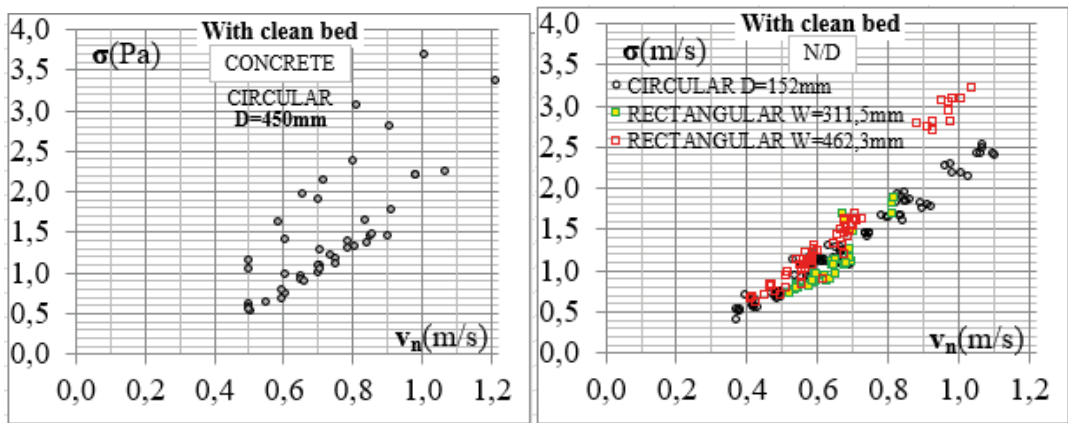 With clean bed
σ(Pa)
CONCRETE
CIRCULAR
D=450mm
4,0
3,5
3,0
2,5
2,0
1,5
1,0
0,5
0,0
vn(m/s)
0,0 0,2 0,4 0,6 0,8 1,0 1,2
With clean bed
σ(m/s)
N/D
CIRCULAR D=152mm
RECTANGULAR W=311,5mm
RECTANGULAR W=462,3mm
4,0
3,5
3,0
2,5
2,0
1,5
1,0
0,5
0,0
vn(m/s)
0,0 0,2 0,4 0,6 0,8 1,0 1,2